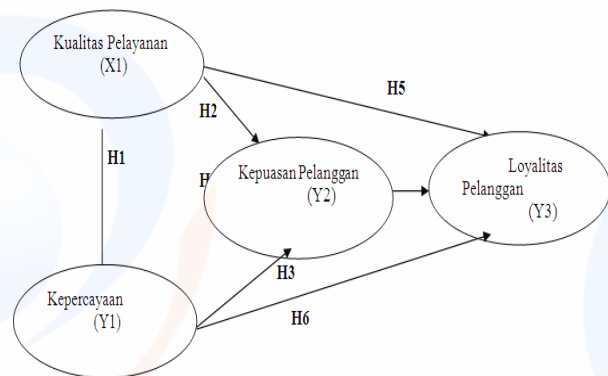 Kualitas Pelayanan
(X1)
H5
H2
H1
H
Kepuasan Pelanggan
(Y2)
Loyalitas
Pelanggan
(Y3)
H3
Kepercayaan
(Y1)
H6